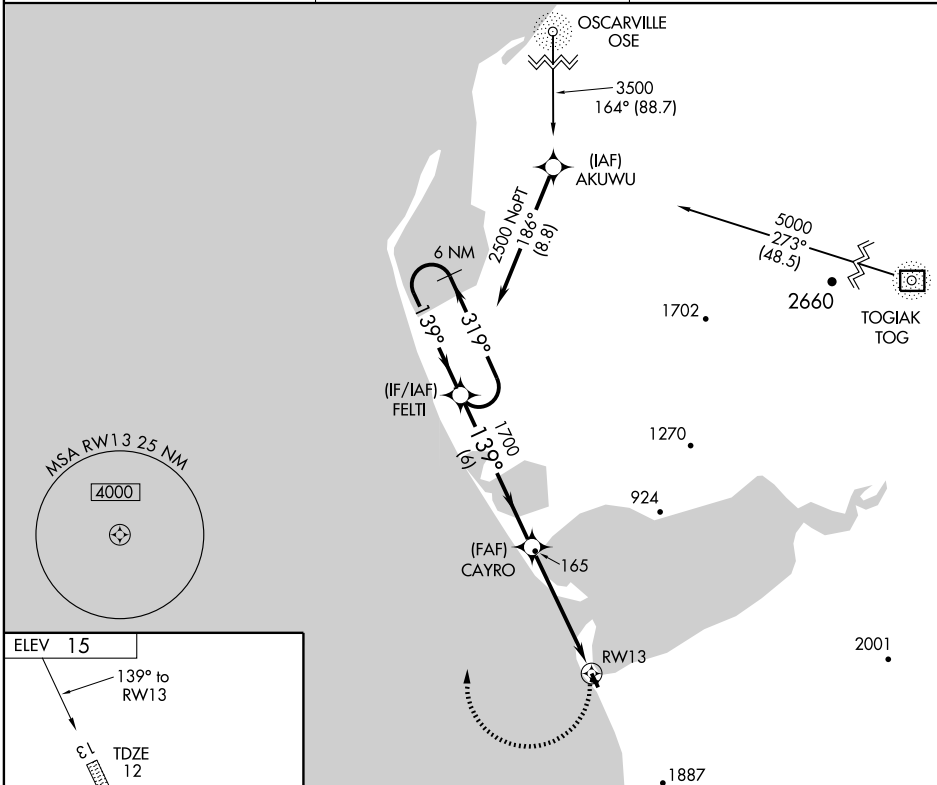 OSCARVILLE
OSE
3500
164° (88.7)
(IAF)
AKUWU
2500 NoPT
186°
(8.8)
5000
273°
(48.5)
2660
TOGIAK
TOG
6 NM
1702
139°
319°
(IF/IAF)
FELTI
1700
139°
(6)
1270
MSA RW13 25 NM
4000
924
(FAF)
CAYRO
165
ELEV 15
RW13
2001
139° to
RW13
13
TDZE
12
1887